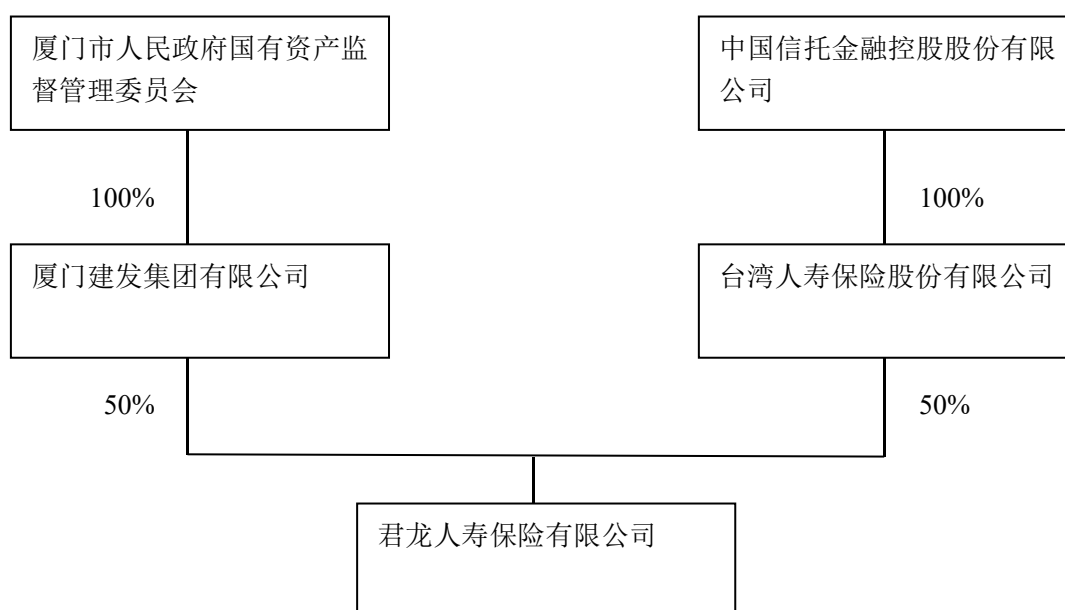 厦门市人民政府国有资产监
督管理委员会
中国信托金融控股股份有限
公司
100%
100%
厦门建发集团有限公司
台湾人寿保险股份有限公司
50%
50%
君龙人寿保险有限公司